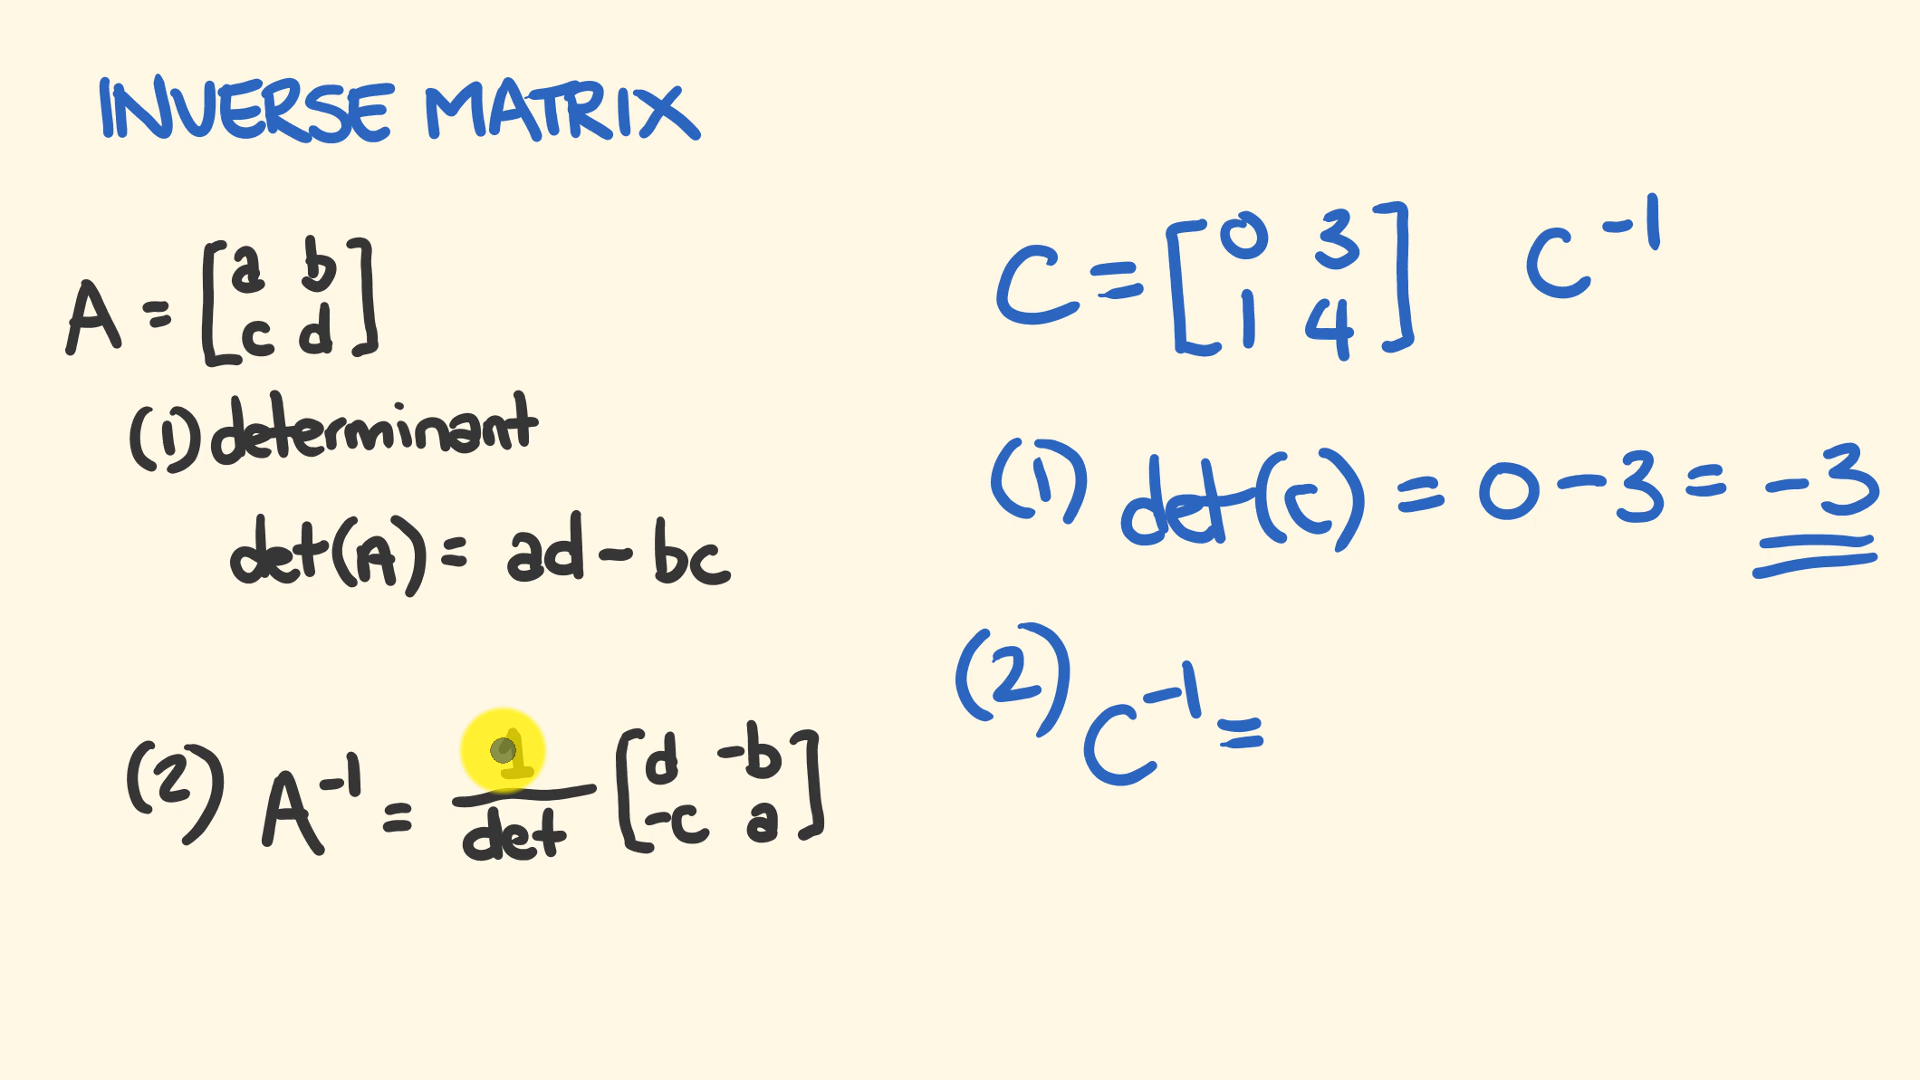 INVERSE MATRIX
A = [a b
c d]
(1) determinant
det(A) = ad - bc
(2) A⁻¹ = 1/det [d -b
-c a]
C = [0 3
1 4] C⁻¹
(1) det(C) = 0 - 3 = -3
(2) C⁻¹ =